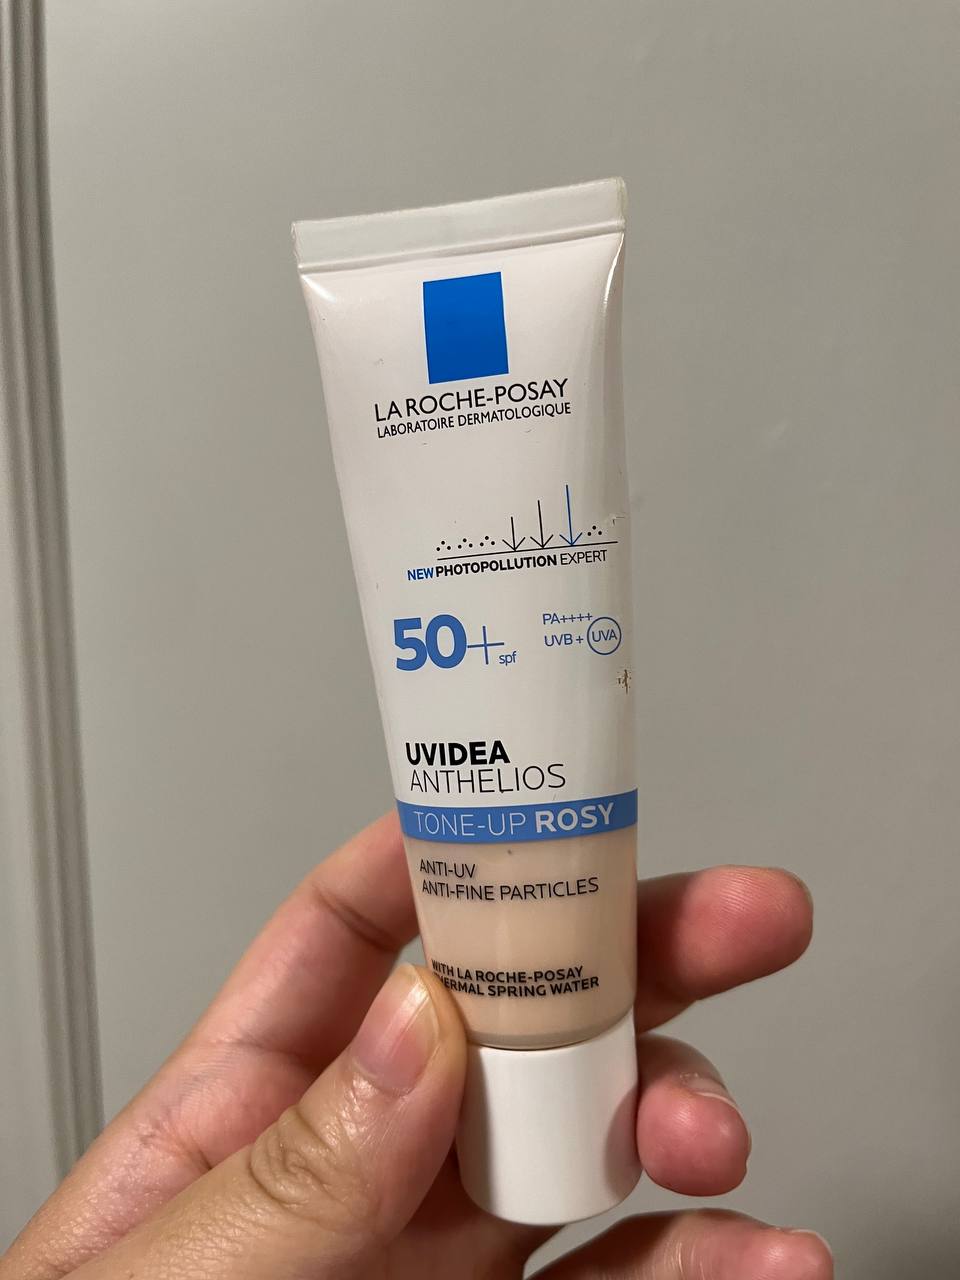 LA ROCHE-POSAY
LABORATOIRE DERMATOLOGIQUE
NEW PHOTOPOLLUTION EXPERT
50+ spf
PA++++
UVB + UVA
UVIDEA
ANTHELIOS
TONE-UP ROSY
ANTI-UV
ANTI-FINE PARTICLES
WITH LA ROCHE-POSAY
THERMAL SPRING WATER